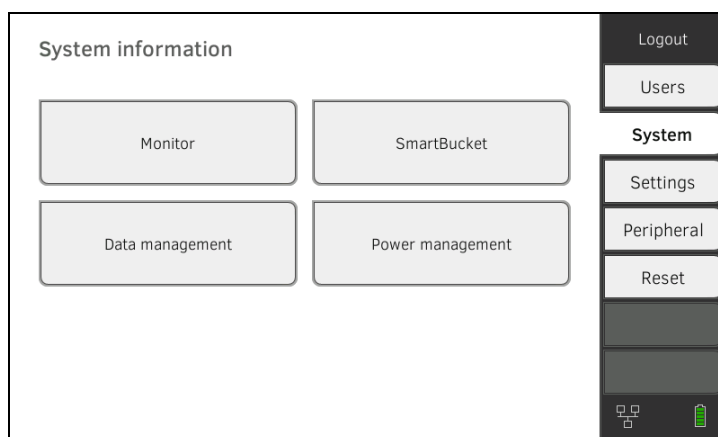 System information
Monitor
SmartBucket
Data management
Power management
Logout
Users
System
Settings
Peripheral
Reset